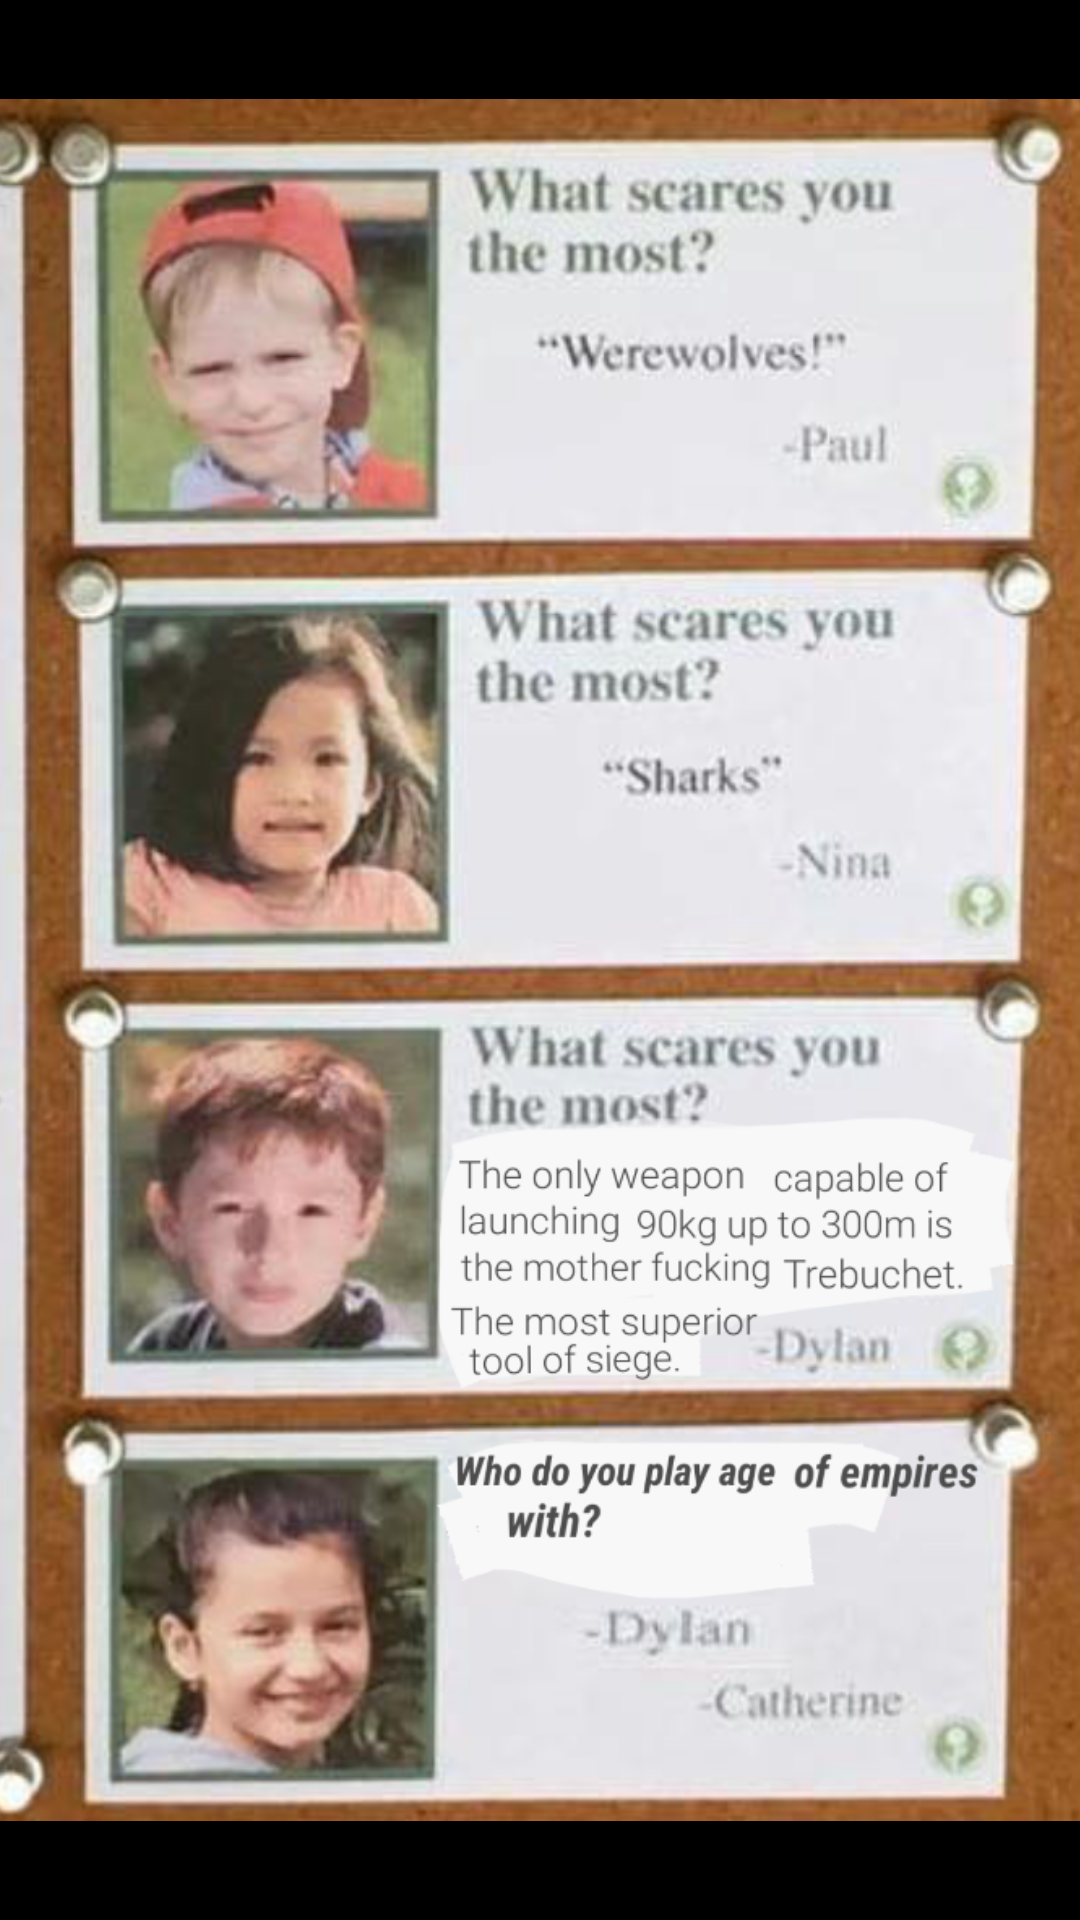 What scares you
the most?
“Werewolves!”
-Paul
What scares you
the most?
“Sharks”
-Nina
What scares you
the most?
The only weapon capable of
launching 90kg up to 300m is
the mother fucking Trebuchet.
The most superior
tool of siege.
-Dylan
Who do you play age of empires
with?
-Dylan
-Catherine